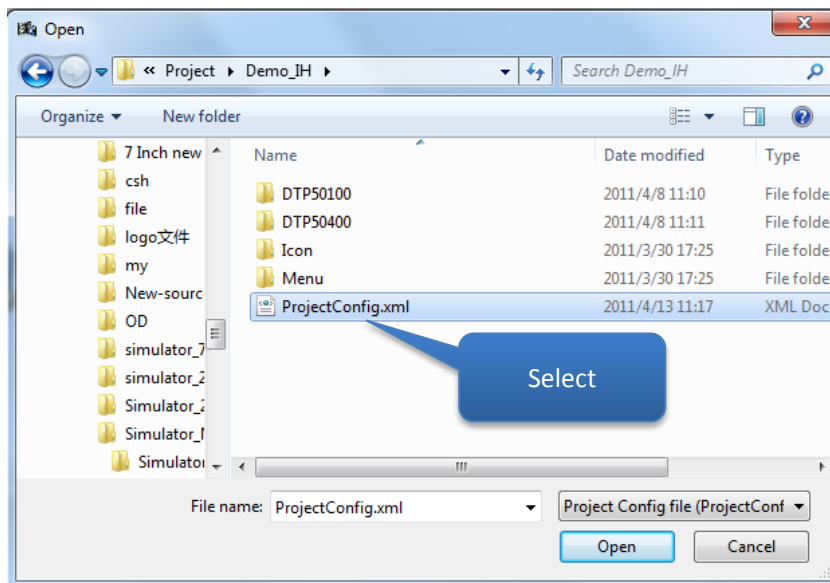 Open
« Project ▸ Demo_IH ▸
Search Demo_IH
Organize ▾ New folder
Name Date modified Type
7 Inch new
csh
file
logo文件
my
New-sourc
OD
simulator_7
simulator_2
Simulator_2
Simulator_N
Simulator
DTP50100 2011/4/8 11:10 File folde
DTP50400 2011/4/8 11:11 File folde
Icon 2011/3/30 17:25 File folde
Menu 2011/3/30 17:25 File folde
ProjectConfig.xml 2011/4/13 11:17 XML Doc
Select
File name: ProjectConfig.xml
Project Config file (ProjectConf
Open Cancel